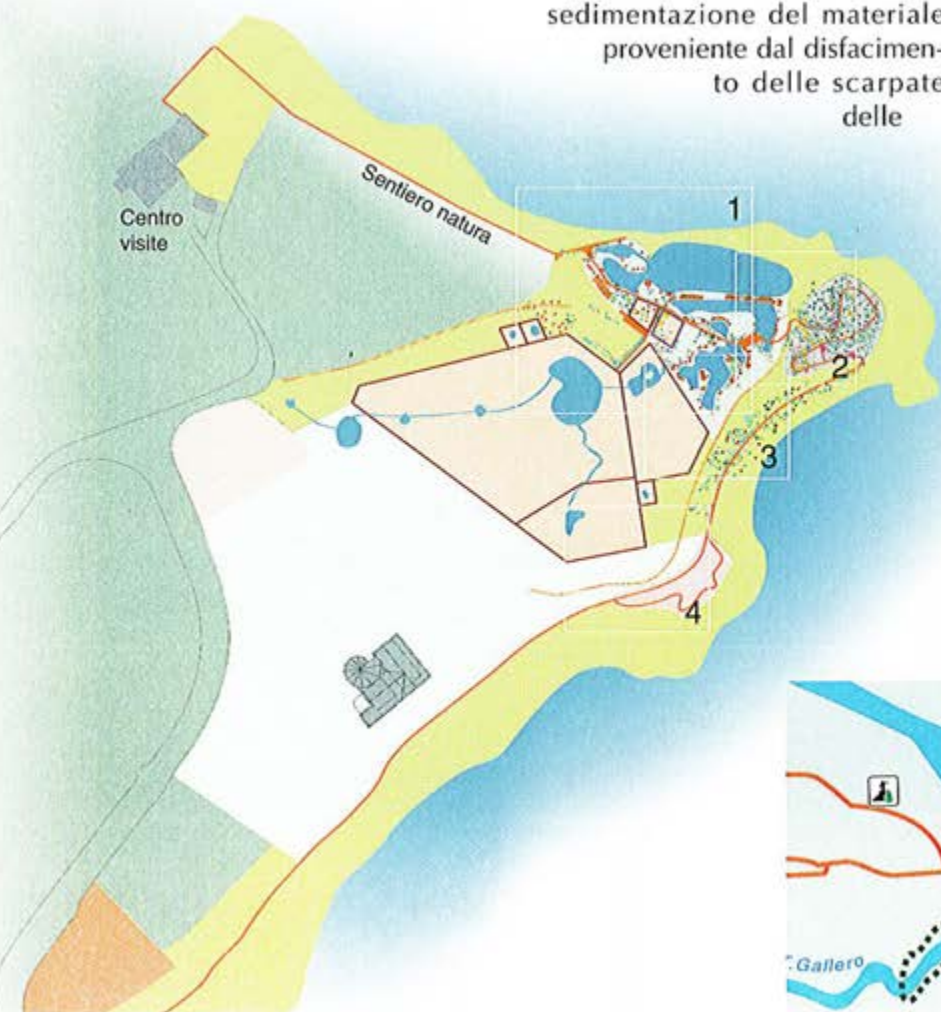 sedimentazione del materiale
proveniente dal disfacimen-
to delle scarpate
delle
Sentiero natura
Centro
visite
1
2
3
4
Gallero